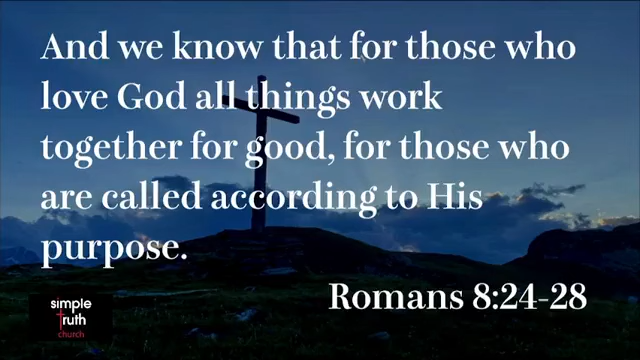 And we know that for those who
love God all things work
together for good, for those who
are called according to His
purpose.
Romans 8:24-28
simple
truth
church